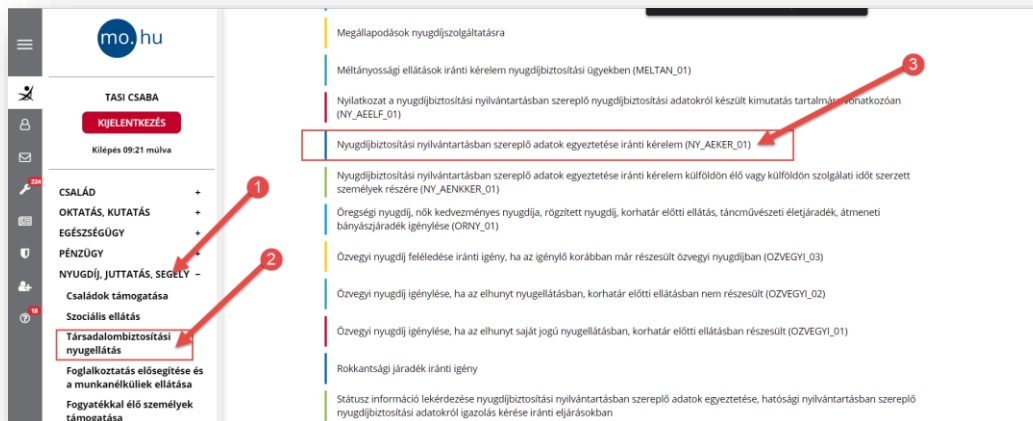 mo.hu
TASI CSABA
KIJELENTKEZÉS
Kilépés 09:21 múlva
224
18
CSALÁD +
OKTATÁS, KUTATÁS +
EGÉSZSÉGÜGY +
PÉNZÜGY +
NYUGDÍJ, JUTTATÁS, SEGÉLY –
Családok támogatása
Szociális ellátás
Társadalombiztosítási
nyugellátás
Foglalkoztatás elősegítése és
a munkanélküliek ellátása
Fogyatékkal élő személyek
támogatása
1
2
3
Megállapodások nyugdíjszolgáltatásra
Méltányossági ellátások iránti kérelem nyugdíjbiztosítási ügyekben (MELTAN_01)
Nyilatkozat a nyugdíjbiztosítási nyilvántartásban szereplő nyugdíjbiztosítási adatokról készült kimutatás tartalmára vonatkozóan
(NY_AEELF_01)
Nyugdíjbiztosítási nyilvántartásban szereplő adatok egyeztetése iránti kérelem (NY_AEKER_01)
Nyugdíjbiztosítási nyilvántartásban szereplő adatok egyeztetése iránti kérelem külföldön élő vagy külföldön szolgálati időt szerzett
személyek részére (NY_AENKKER_01)
Öregségi nyugdíj, nők kedvezményes nyugdíja, rögzített nyugdíj, korhatár előtti ellátás, táncművészeti életjáradék, átmeneti
bányászjáradék igénylése (ORNY_01)
Özvegyi nyugdíj feléledése iránti igény, ha az igénylő korábban már részesült özvegyi nyugdíjban (OZVEGYI_03)
Özvegyi nyugdíj igénylése, ha az elhunyt nyugellátásban, korhatár előtti ellátásban nem részesült (OZVEGYI_02)
Özvegyi nyugdíj igénylése, ha az elhunyt saját jogú nyugellátásban, korhatár előtti ellátásban részesült (OZVEGYI_01)
Rokkantsági járadék iránti igény
Státusz információ lekérdezése nyugdíjbiztosítási nyilvántartásban szereplő adatok egyeztetése, hatósági nyilvántartásban szereplő
nyugdíjbiztosítási adatokról igazolás kérése iránti eljárásokban